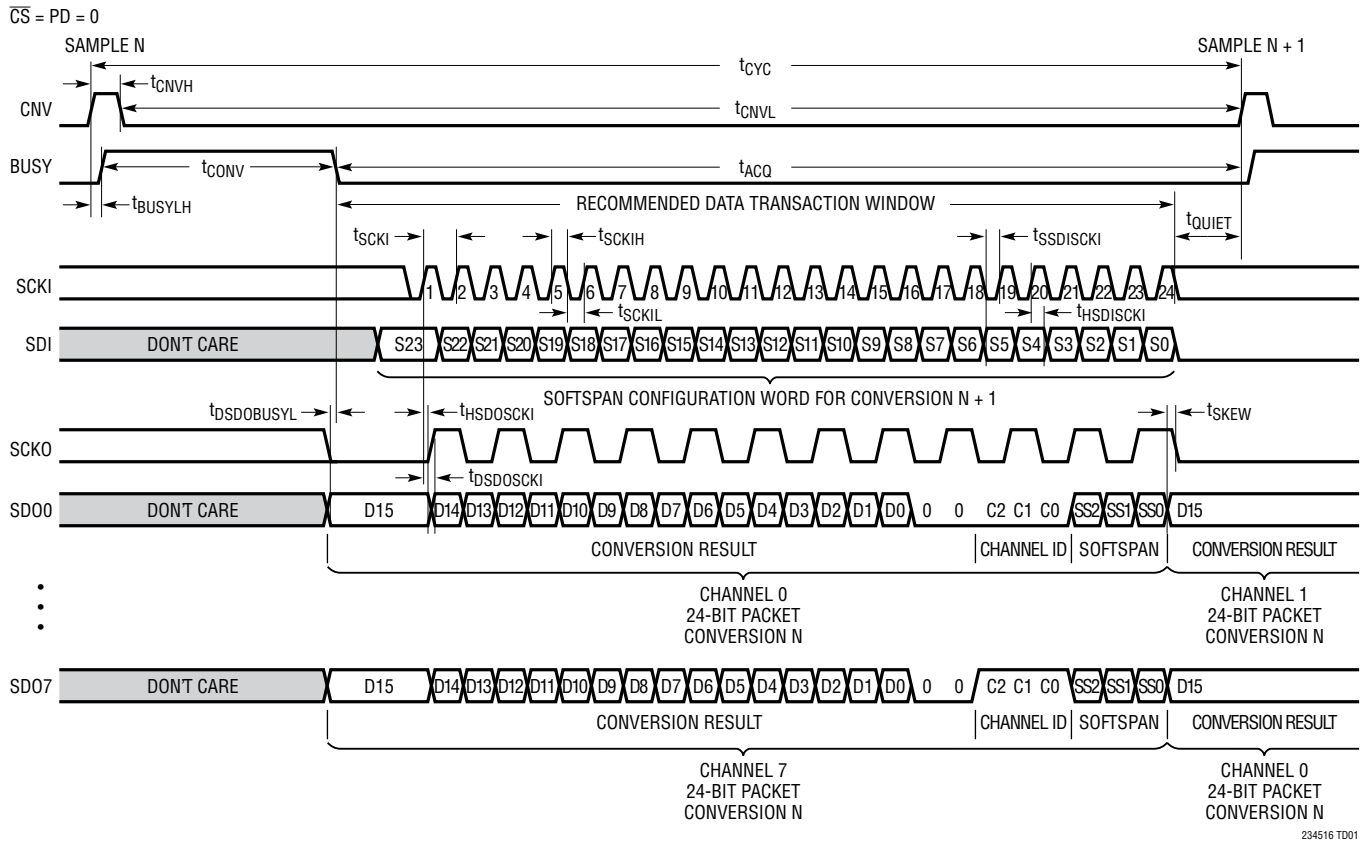 CS = PD = 0
SAMPLE N
SAMPLE N + 1
tCYC
tCNVH
CNV
tCNVL
BUSY
tCONV
tACQ
tBUSYLH
RECOMMENDED DATA TRANSACTION WINDOW
tQUIET
tSCKI
tSCKIH
tSSDISCKI
SCKI
1 2 3 4 5 6 7 8 9 10 11 12 13 14 15 16 17 18 19 20 21 22 23 24
tSCKIL
tHSDISCKI
SDI
DON'T CARE
S23 S22 S21 S20 S19 S18 S17 S16 S15 S14 S13 S12 S11 S10 S9 S8 S7 S6 S5 S4 S3 S2 S1 S0
SOFTSPAN CONFIGURATION WORD FOR CONVERSION N + 1
tDSDOBUSYL
tHSDOSCKI
tSKEW
SCKO
tDSDOSCKI
SDO0
DON'T CARE
D15 D14 D13 D12 D11 D10 D9 D8 D7 D6 D5 D4 D3 D2 D1 D0 0 0 C2 C1 C0 SS2 SS1 SS0 D15
CONVERSION RESULT
CHANNEL ID
SOFTSPAN
CONVERSION RESULT
CHANNEL 0
24-BIT PACKET
CONVERSION N
CHANNEL 1
24-BIT PACKET
CONVERSION N
SDO7
DON'T CARE
D15 D14 D13 D12 D11 D10 D9 D8 D7 D6 D5 D4 D3 D2 D1 D0 0 0 C2 C1 C0 SS2 SS1 SS0 D15
CONVERSION RESULT
CHANNEL ID
SOFTSPAN
CONVERSION RESULT
CHANNEL 7
24-BIT PACKET
CONVERSION N
CHANNEL 0
24-BIT PACKET
CONVERSION N
234516 TD01